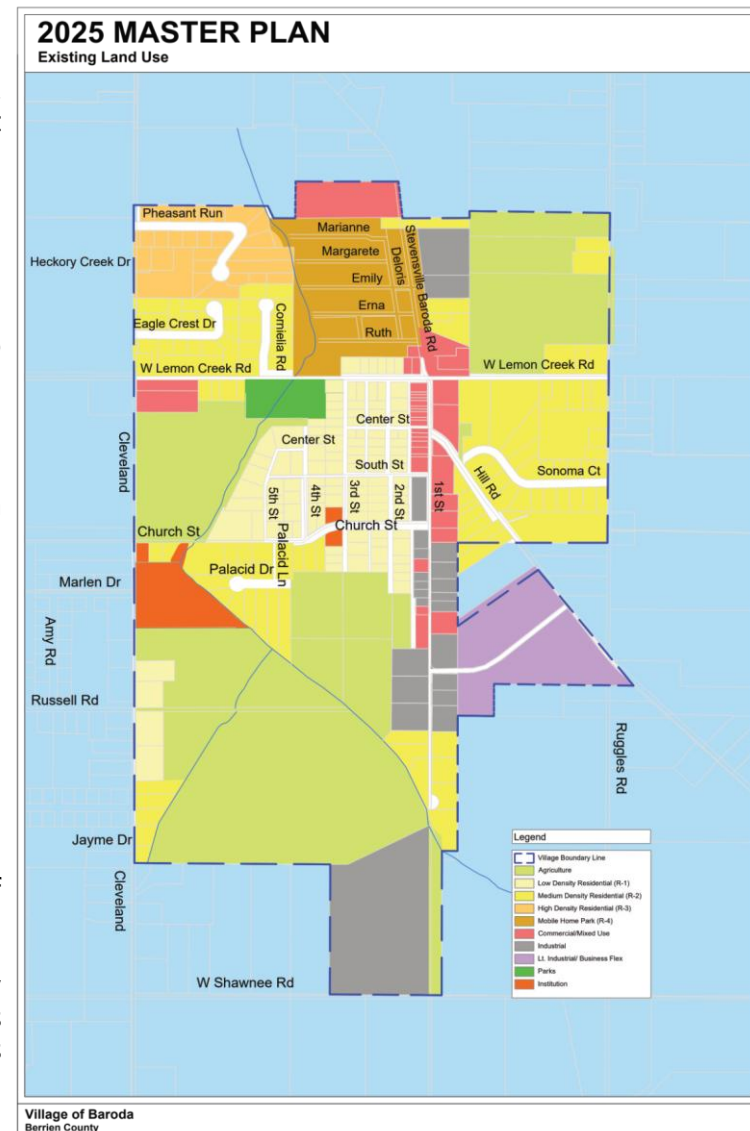 2025 MASTER PLAN
Existing Land Use
Pheasant Run
Marianne
Heckory Creek Dr
Margarete
Deloris
Stevensville Baroda Rd
Emily
Erna
Eagle Crest Dr
Cornielia Rd
Ruth
W Lemon Creek Rd
W Lemon Creek Rd
Center St
Cleveland
Center St
South St
Hill Rd
Sonoma Ct
5th St
4th St
3rd St
2nd St
1st St
Church St
Church St
Palacid Ln
Marlen Dr
Palacid Dr
Amy Rd
Russell Rd
Ruggles Rd
Jayme Dr
Cleveland
W Shawnee Rd
Legend
Village Boundary Line
Agriculture
Low Density Residential (R-1)
Medium Density Residential (R-2)
High Density Residential (R-3)
Mobile Home Park (R-4)
Commercial/Mixed Use
Industrial
Lt. Industrial/ Business Flex
Parks
Institution
Village of Baroda
Berrien County